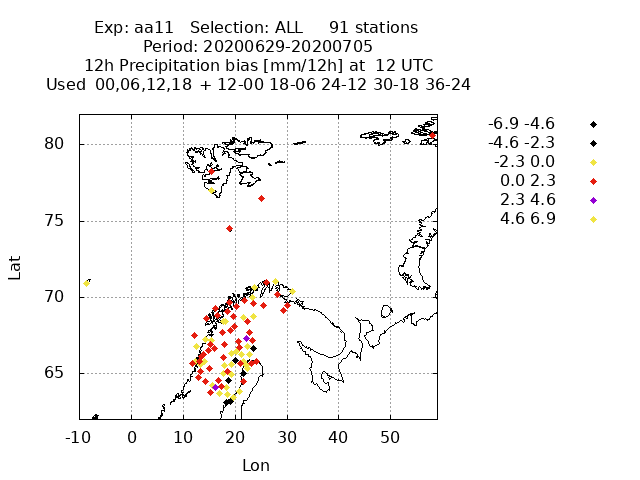 Exp: aa11 Selection: ALL 91 stations
Period: 20200629-20200705
12h Precipitation bias [mm/12h] at 12 UTC
Used 00,06,12,18 + 12-00 18-06 24-12 30-18 36-24
-6.9 -4.6
-4.6 -2.3
-2.3 0.0
0.0 2.3
2.3 4.6
4.6 6.9
80
75
70
65
Lat
-10 0 10 20 30 40 50
Lon